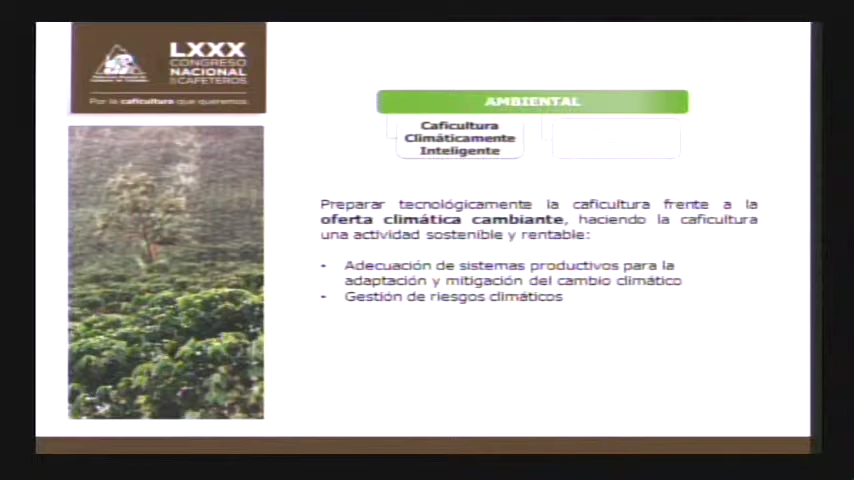 LXXX
CONGRESO
NACIONAL
DE CAFETEROS
Por la caficultura que queremos
AMBIENTAL
Caficultura
Climáticamente
Inteligente
Preparar tecnológicamente la caficultura frente a la
oferta climática cambiante, haciendo la caficultura
una actividad sostenible y rentable:
- Adecuación de sistemas productivos para la
adaptación y mitigación del cambio climático
- Gestión de riesgos climáticos